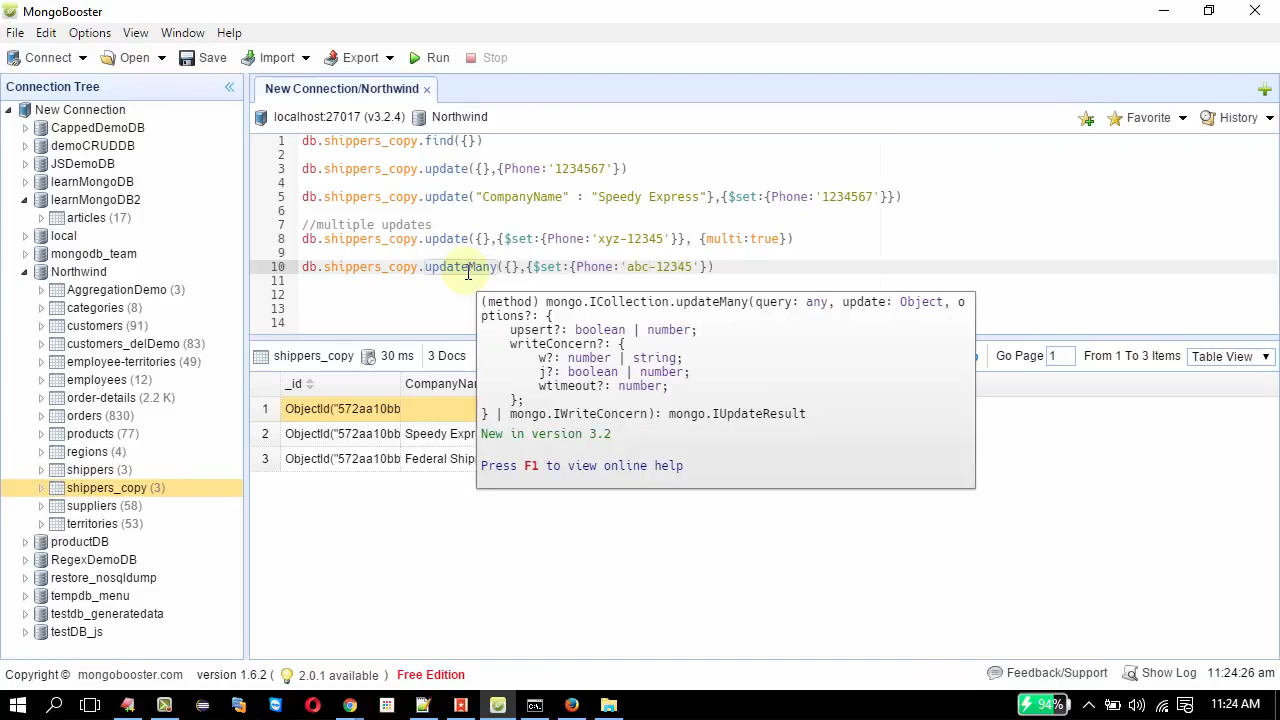 MongoBooster
File Edit Options View Window Help
Connect Open Save Import Export Run Stop
Connection Tree
New Connection
CappedDemoDB
demoCRUDDB
JSDemoDB
learnMongoDB
learnMongoDB2
articles (17)
local
mongodb_team
Northwind
AggregationDemo (3)
categories (8)
customers (91)
customers_delDemo (83)
employee-territories (49)
employees (12)
order-details (2.2 K)
orders (830)
products (77)
regions (4)
shippers (3)
shippers_copy (3)
suppliers (58)
territories (53)
productDB
RegexDemoDB
restore_nosqldump
tempdb_menu
testdb_generatedata
testDB_js
New Connection/Northwind ×
localhost:27017 (v3.2.4) Northwind
Favorite History
1 db.shippers_copy.find({})
2
3 db.shippers_copy.update({},{Phone:'1234567'})
4
5 db.shippers_copy.update("CompanyName" : "Speedy Express"},{$set:{Phone:'1234567'}})
6
7 //multiple updates
8 db.shippers_copy.update({},{$set:{Phone:'xyz-12345'}}, {multi:true})
9
10 db.shippers_copy.updateMany({},{$set:{Phone:'abc-12345'})
11
12
13
14
(method) mongo.ICollection.updateMany(query: any, update: Object, o
ptions?: {
upsert?: boolean | number;
writeConcern?: {
w?: number | string;
j?: boolean | number;
wtimeout?: number;
};
} | mongo.IWriteConcern): mongo.IUpdateResult
New in version 3.2
Press F1 to view online help
shippers_copy 30 ms 3 Docs Go Page 1 From 1 To 3 Items Table View
_id CompanyNam
1 ObjectId("572aa10bb
2 ObjectId("572aa10bb Speedy Expr
3 ObjectId("572aa10bb Federal Ship
Copyright © mongobooster.com version 1.6.2 ( 2.0.1 available ) Free Edition
Feedback/Support Show Log 11:24:26 am
94% 11:24 AM